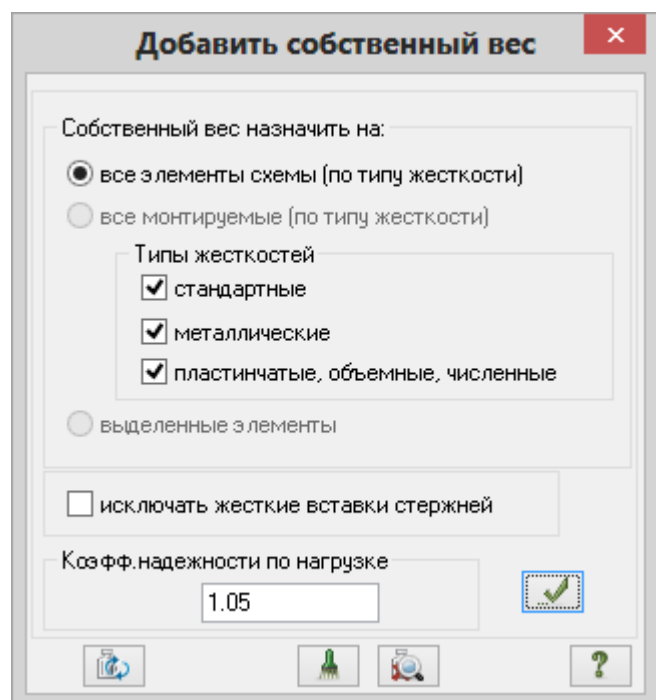 Добавить собственный вес
Собственный вес назначить на:
все элементы схемы (по типу жесткости)
все монтируемые (по типу жесткости)
Типы жесткостей
стандартные
металлические
пластинчатые, объемные, численные
выделенные элементы
исключать жесткие вставки стержней
Коэфф.надежности по нагрузке
1.05
?